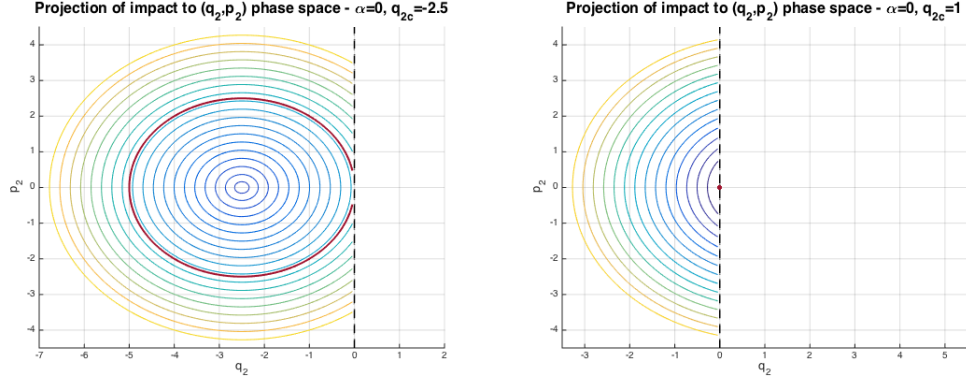 Projection of impact to (q2,p2) phase space - α=0, q2c=-2.5
4
3
2
1
0
-1
-2
-3
-4
p2
-7 -6 -5 -4 -3 -2 -1 0 1 2
q2
Projection of impact to (q2,p2) phase space - α=0, q2c=1
4
3
2
1
0
-1
-2
-3
-4
p2
-3 -2 -1 0 1 2 3 4 5
q2